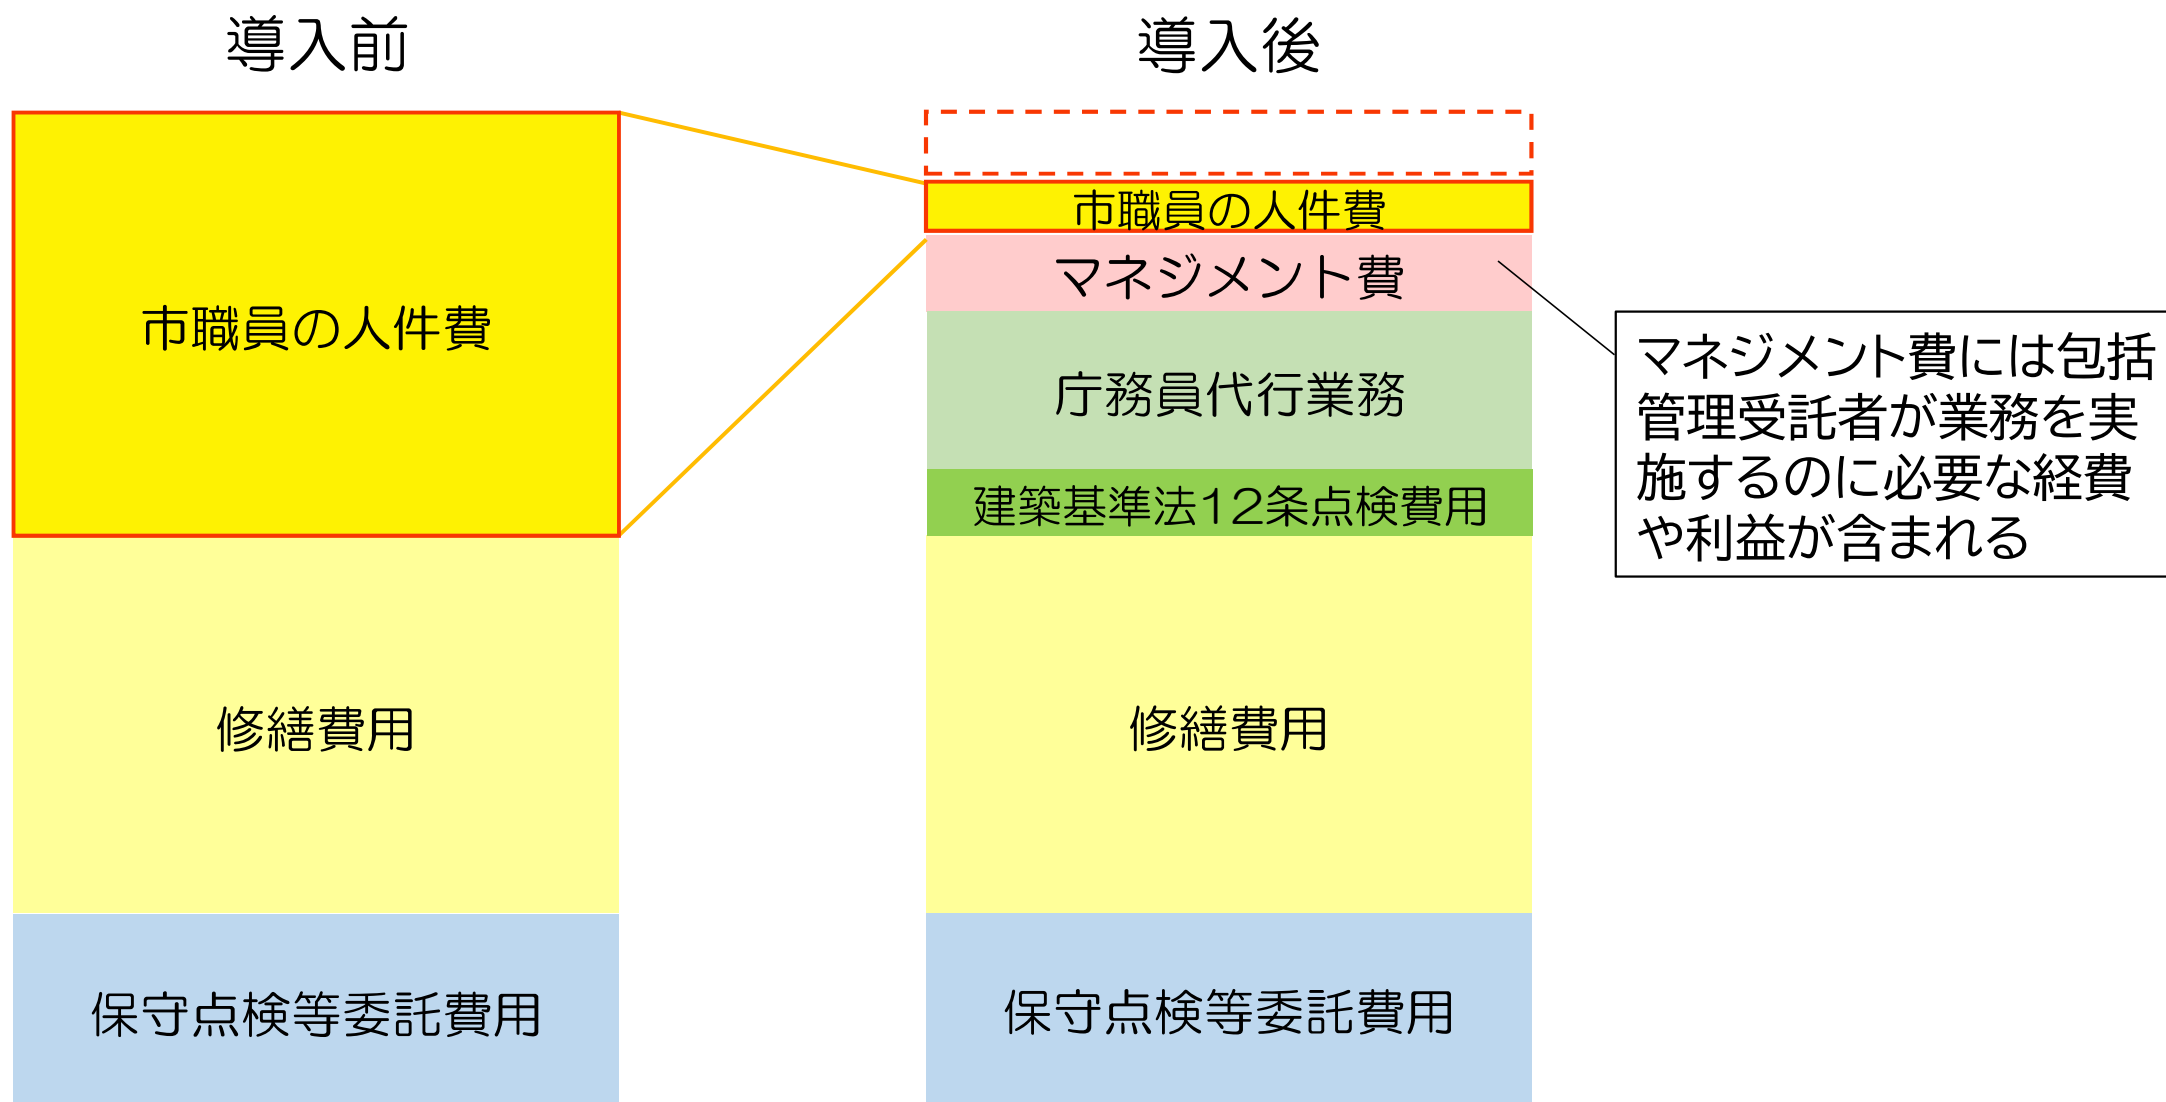 導入前
市職員の人件費
修繕費用
保守点検等委託費用
導入後
市職員の人件費
マネジメント費
庁務員代行業務
建築基準法12条点検費用
修繕費用
保守点検等委託費用
マネジメント費には包括
管理受託者が業務を実
施するのに必要な経費
や利益が含まれる